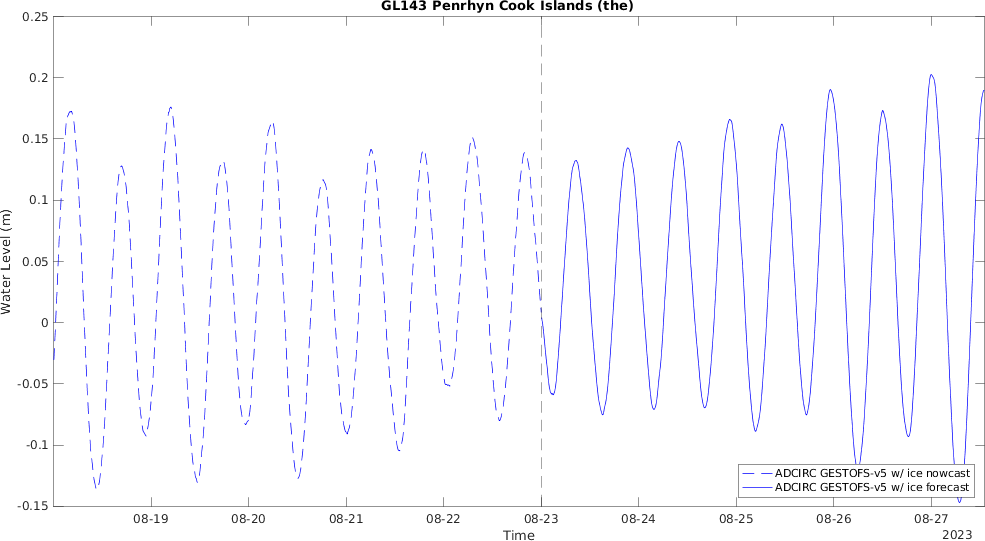 GL143 Penrhyn Cook Islands (the)
Water Level (m)
0.25
0.2
0.15
0.1
0.05
0
-0.05
-0.1
-0.15
ADCIRC GESTOFS-v5 w/ ice nowcast
ADCIRC GESTOFS-v5 w/ ice forecast
08-19 08-20 08-21 08-22 08-23 08-24 08-25 08-26 08-27
Time
2023